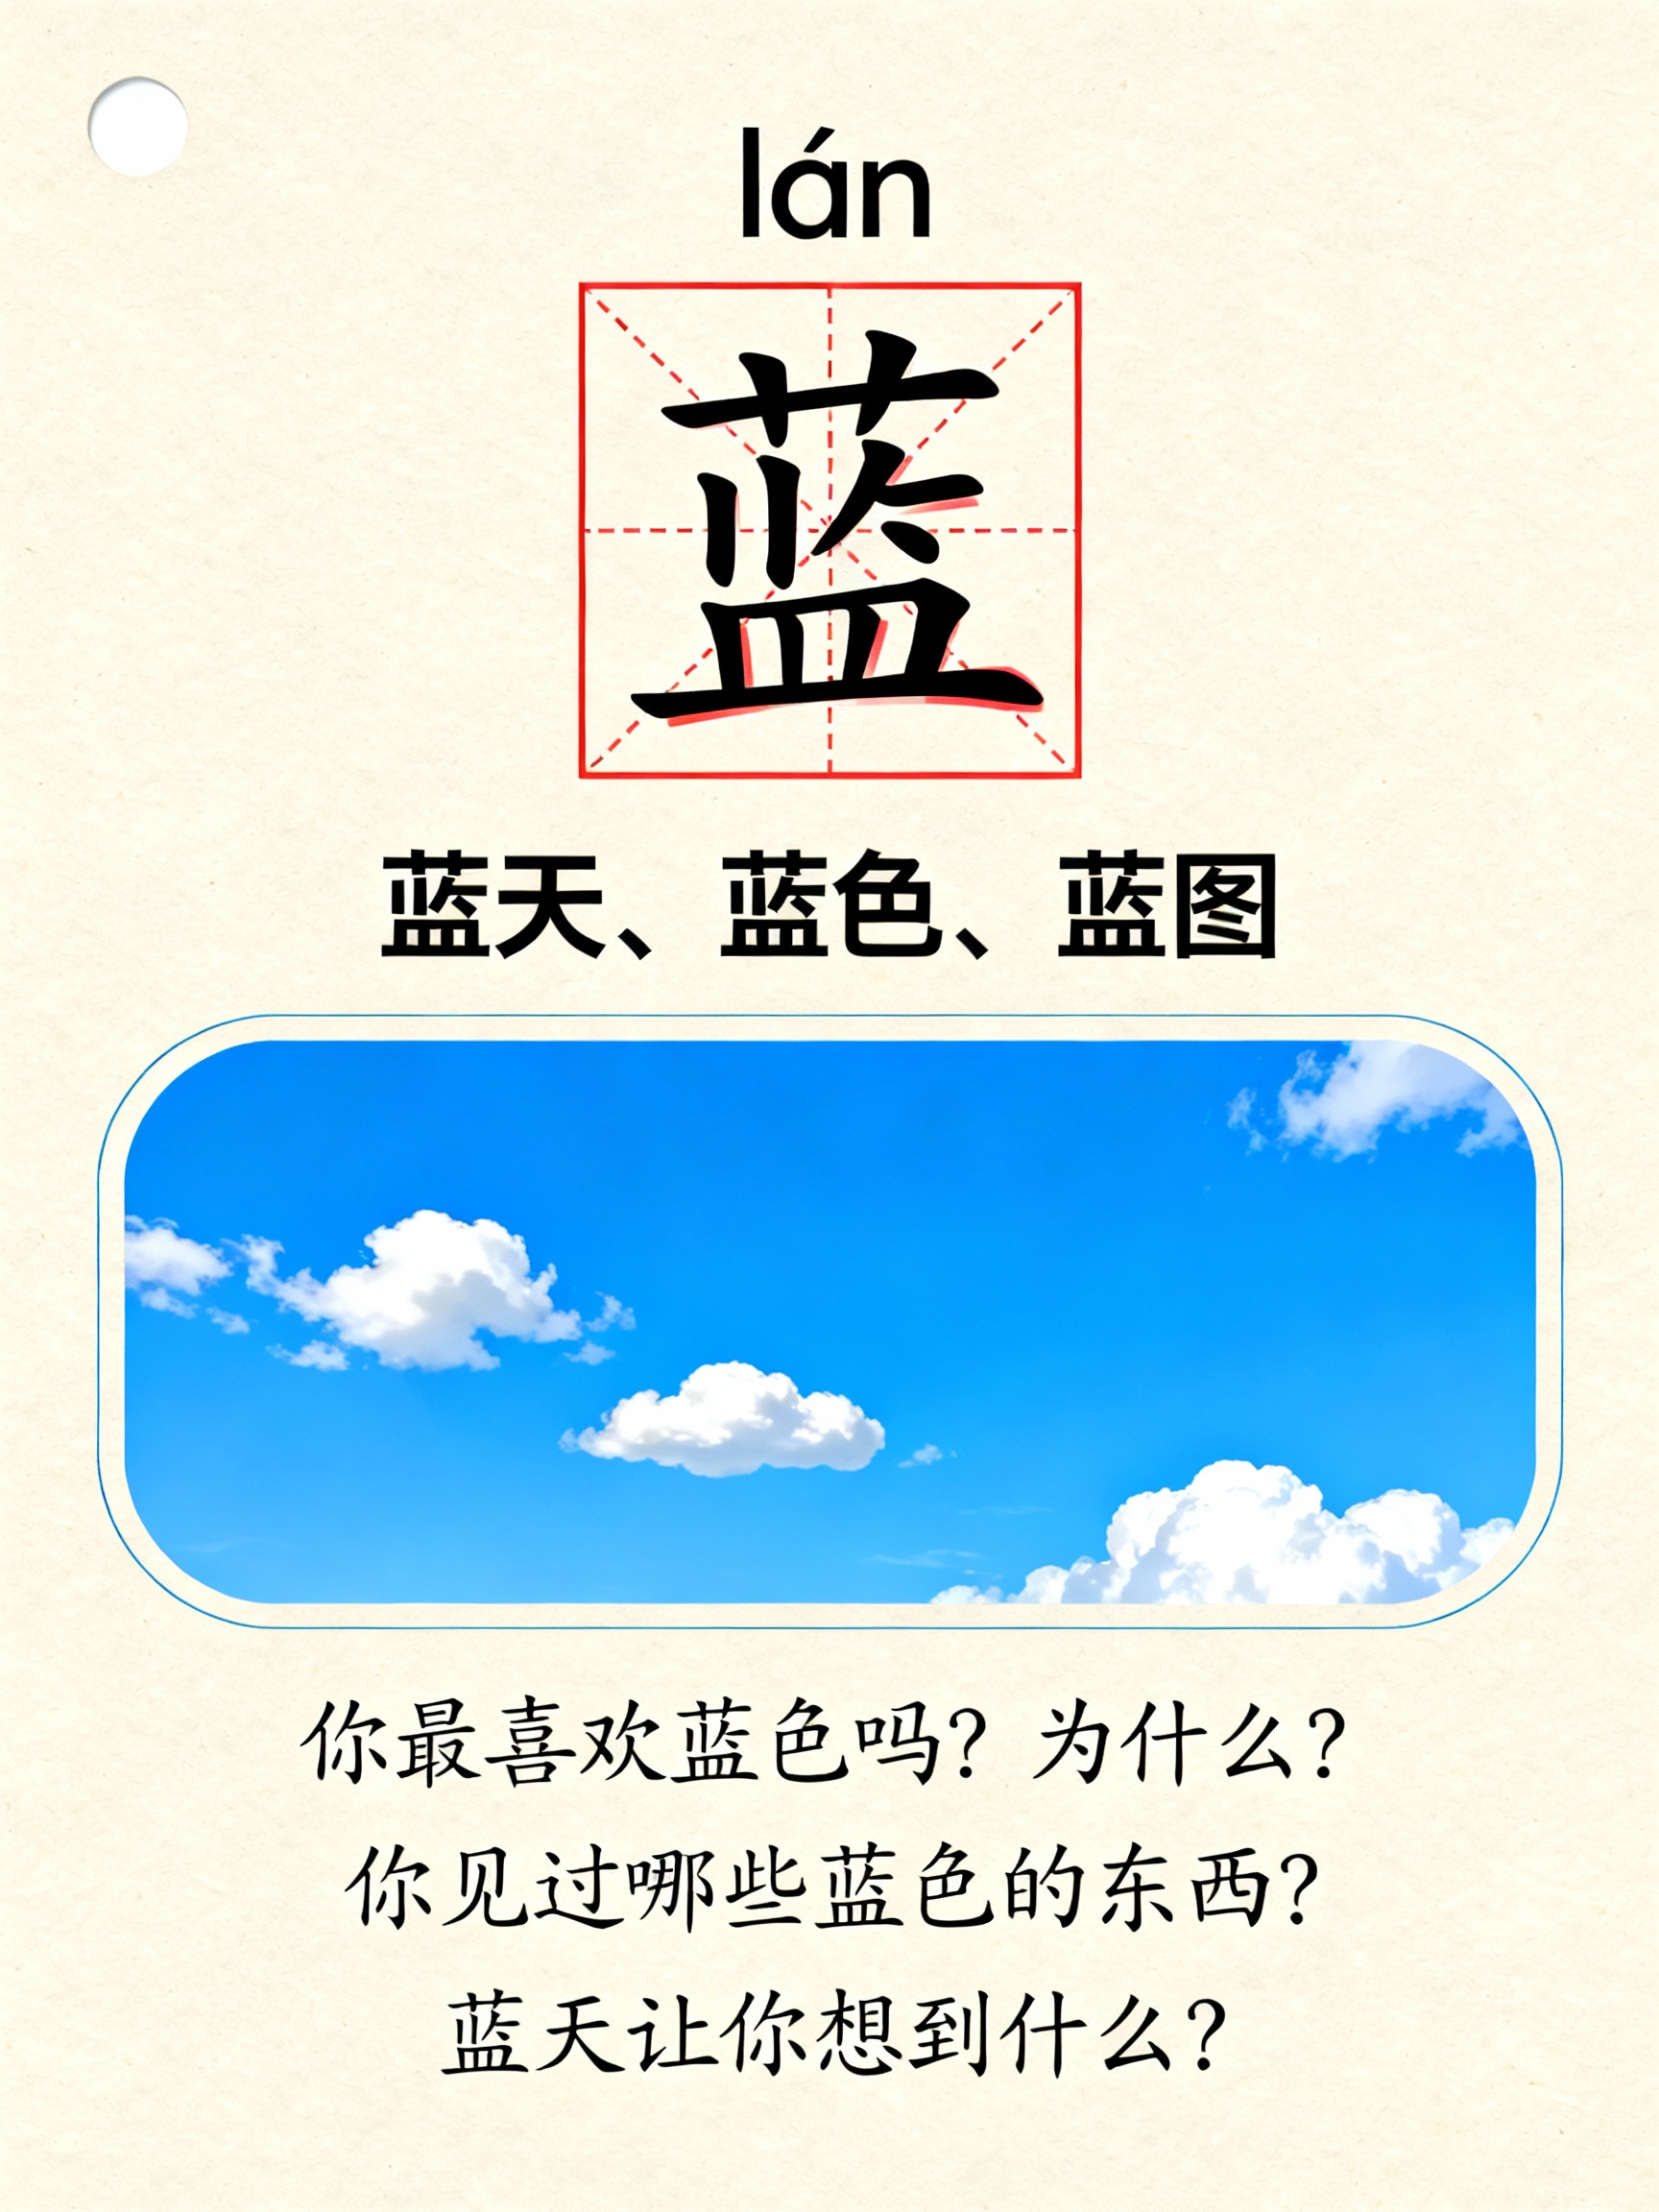 lán
蓝
蓝天、蓝色、蓝图
你最喜欢蓝色吗？为什么？
你见过哪些蓝色的东西？
蓝天让你想到什么？